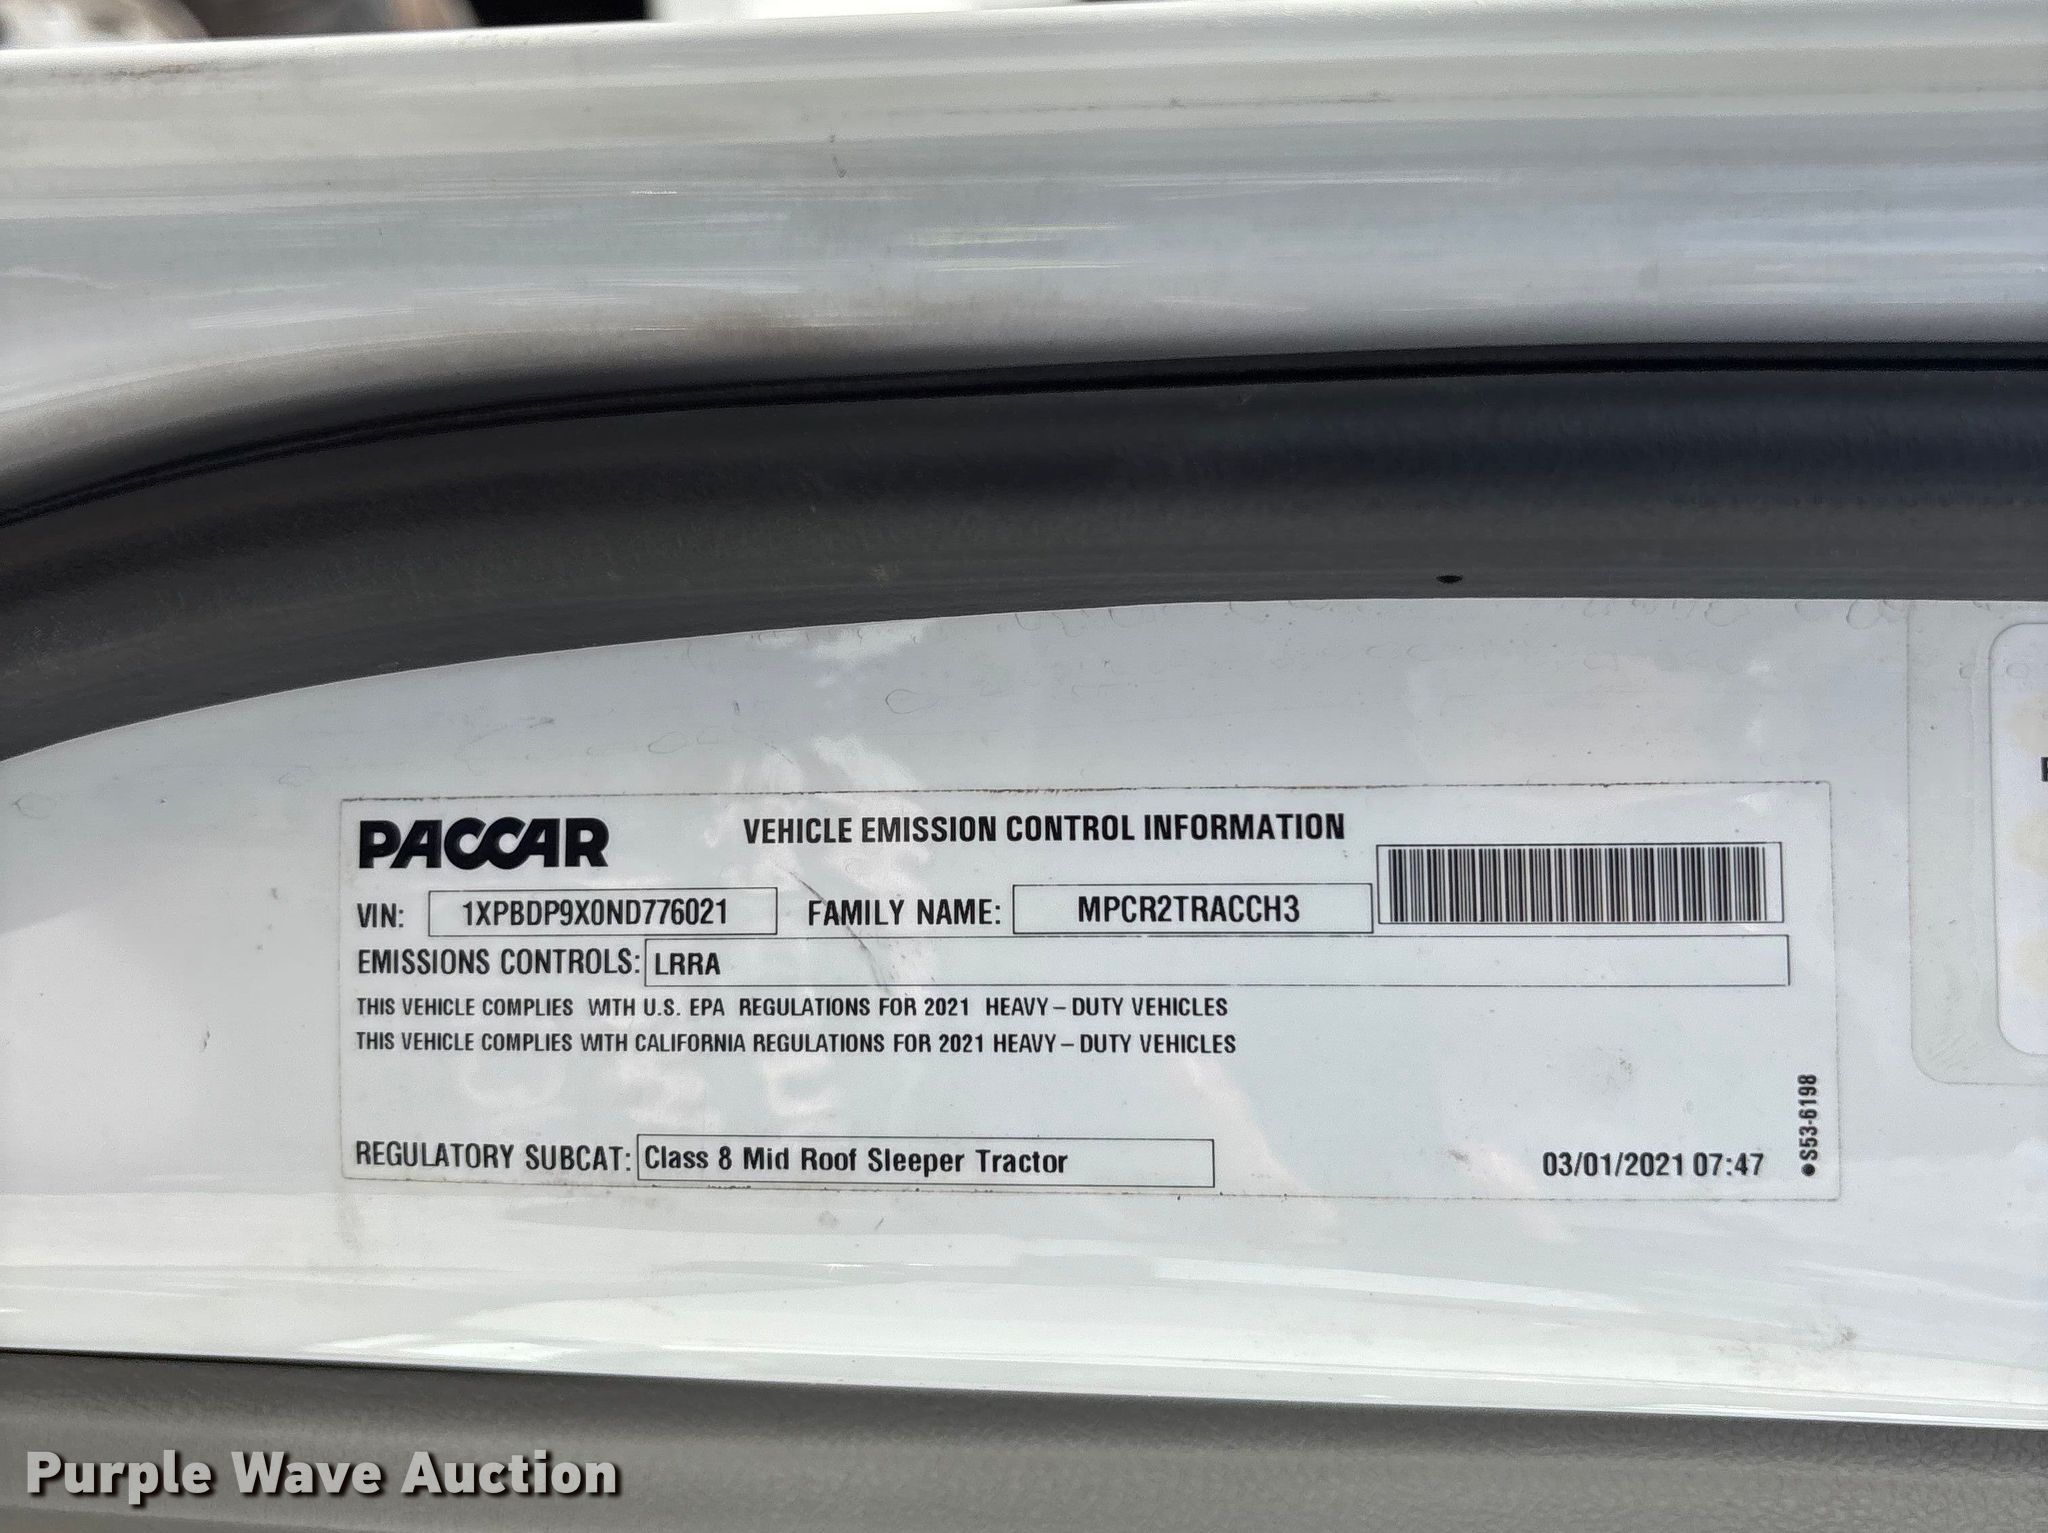 PACCAR
VEHICLE EMISSION CONTROL INFORMATION
VIN: 1XPBDP9X0ND776021 FAMILY NAME: MPCR2TRACCH3
EMISSIONS CONTROLS: LRRA
THIS VEHICLE COMPLIES WITH U.S. EPA REGULATIONS FOR 2021 HEAVY-DUTY VEHICLES
THIS VEHICLE COMPLIES WITH CALIFORNIA REGULATIONS FOR 2021 HEAVY-DUTY VEHICLES
REGULATORY SUBCAT: Class 8 Mid Roof Sleeper Tractor
03/01/2021 07:47
●S53-6198
Purple Wave Auction